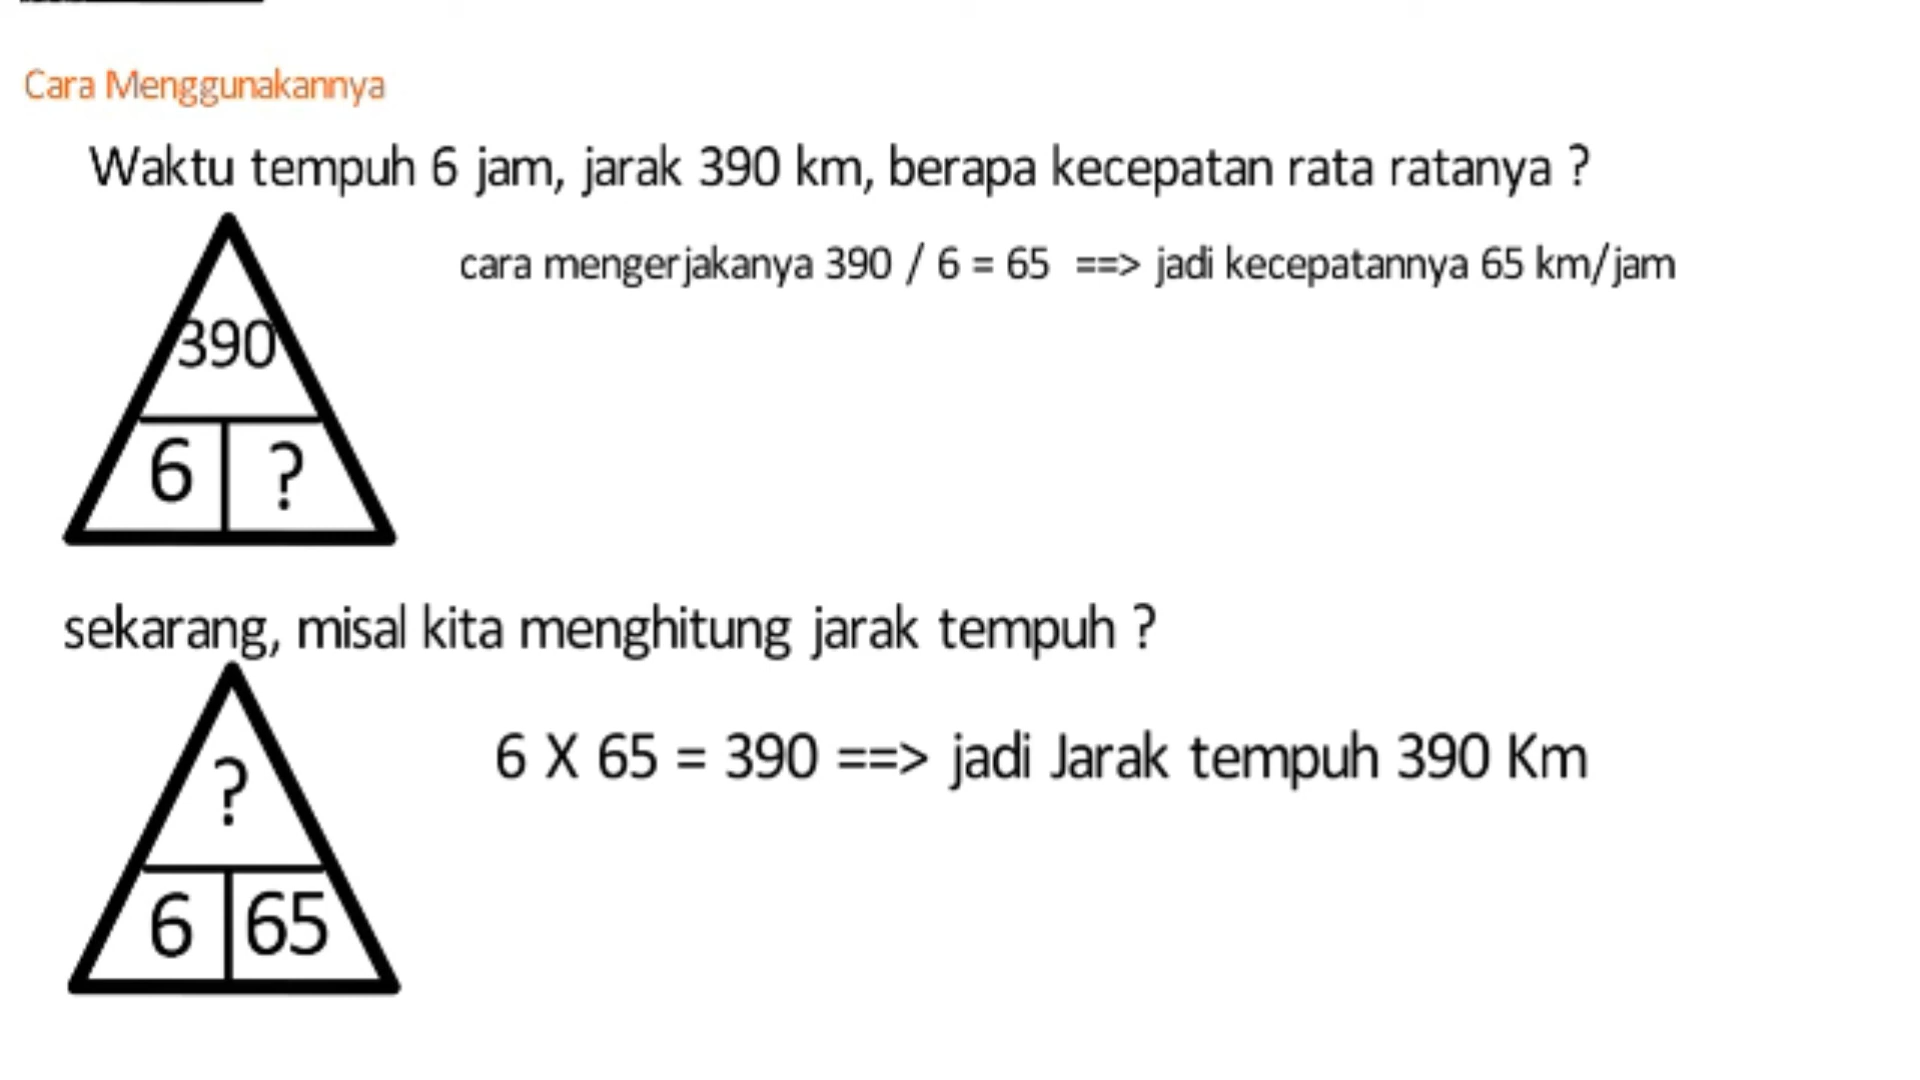 Cara Menggunakannya
Waktu tempuh 6 jam, jarak 390 km, berapa kecepatan rata ratanya ?
cara mengerjakanya 390 / 6 = 65 ==> jadi kecepatannya 65 km/jam
390
6 ?
sekarang, misal kita menghitung jarak tempuh ?
6 X 65 = 390 ==> jadi Jarak tempuh 390 Km
?
6 65